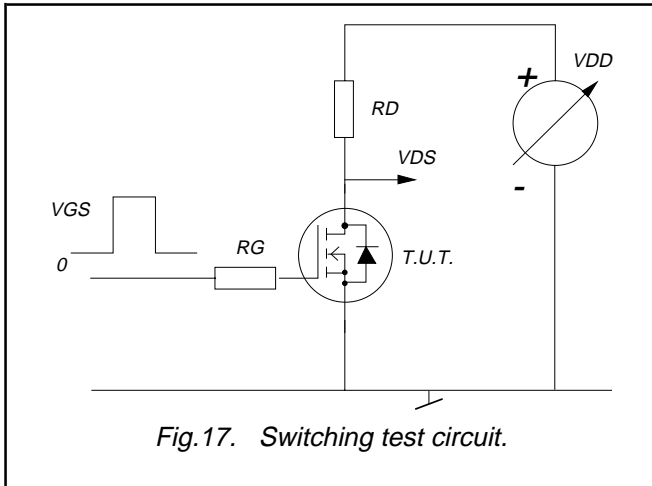 +
VDD
RD
VDS
-
VGS
RG
0
T.U.T.
Fig.17. Switching test circuit.